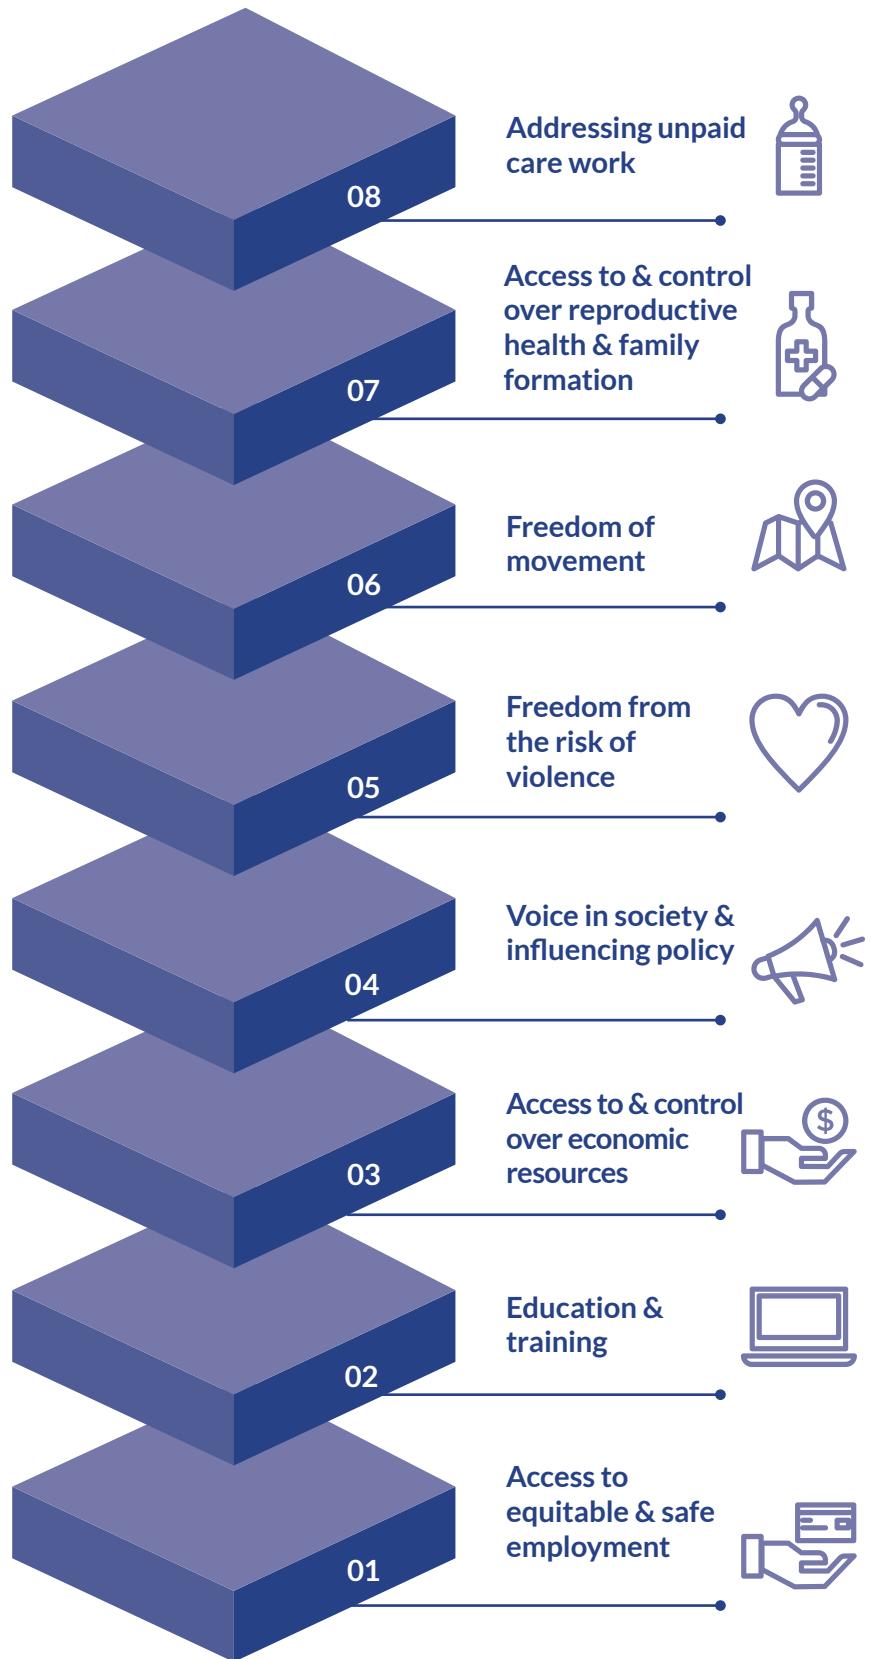 08
Addressing unpaid
care work
07
Access to & control
over reproductive
health & family
formation
06
Freedom of
movement
05
Freedom from
the risk of
violence
04
Voice in society &
influencing policy
03
Access to & control
over economic
resources
$
02
Education &
training
01
Access to
equitable & safe
employment